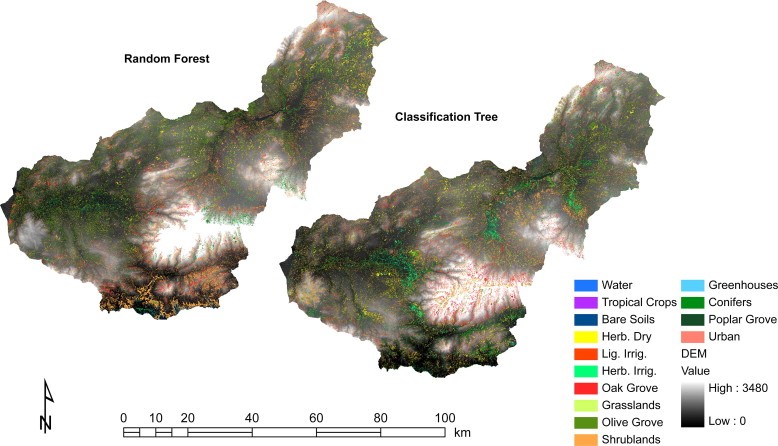 Random Forest
Classification Tree
Water
Tropical Crops
Bare Soils
Herb. Dry
Lig. Irrig.
Herb. Irrig.
Oak Grove
Grasslands
Olive Grove
Shrublands
Greenhouses
Conifers
Poplar Grove
Urban
DEM
Value
High : 3480
Low : 0
N
0 5 10 20 40 60 80 100
km